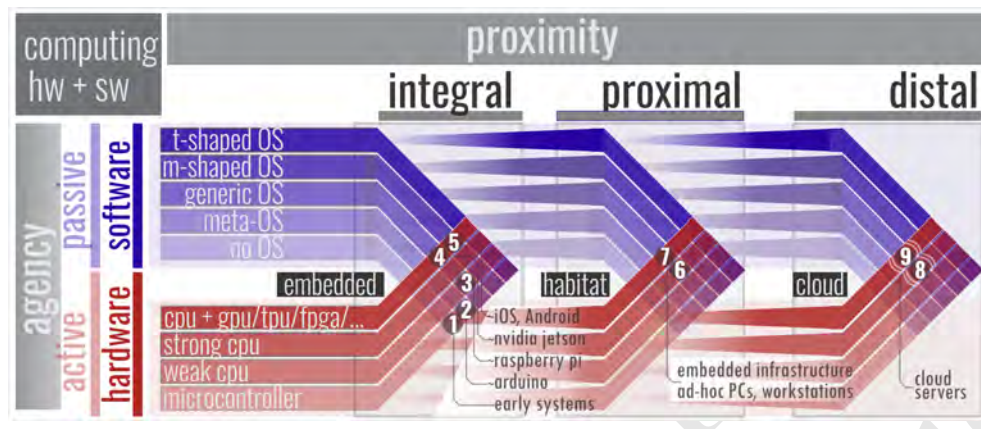 computing
hw + sw
proximity
integral
proximal
distal
agency
passive
active
software
hardware
t-shaped OS
m-shaped OS
generic OS
meta-OS
no OS
embedded
habitat
cloud
cpu + gpu/tpu/fpga/...
strong cpu
weak cpu
microcontroller
5
4
3
2
1
7
6
9
8
iOS, Android
nvidia jetson
raspberry pi
arduino
early systems
embedded infrastructure
ad-hoc PCs, workstations
cloud
servers